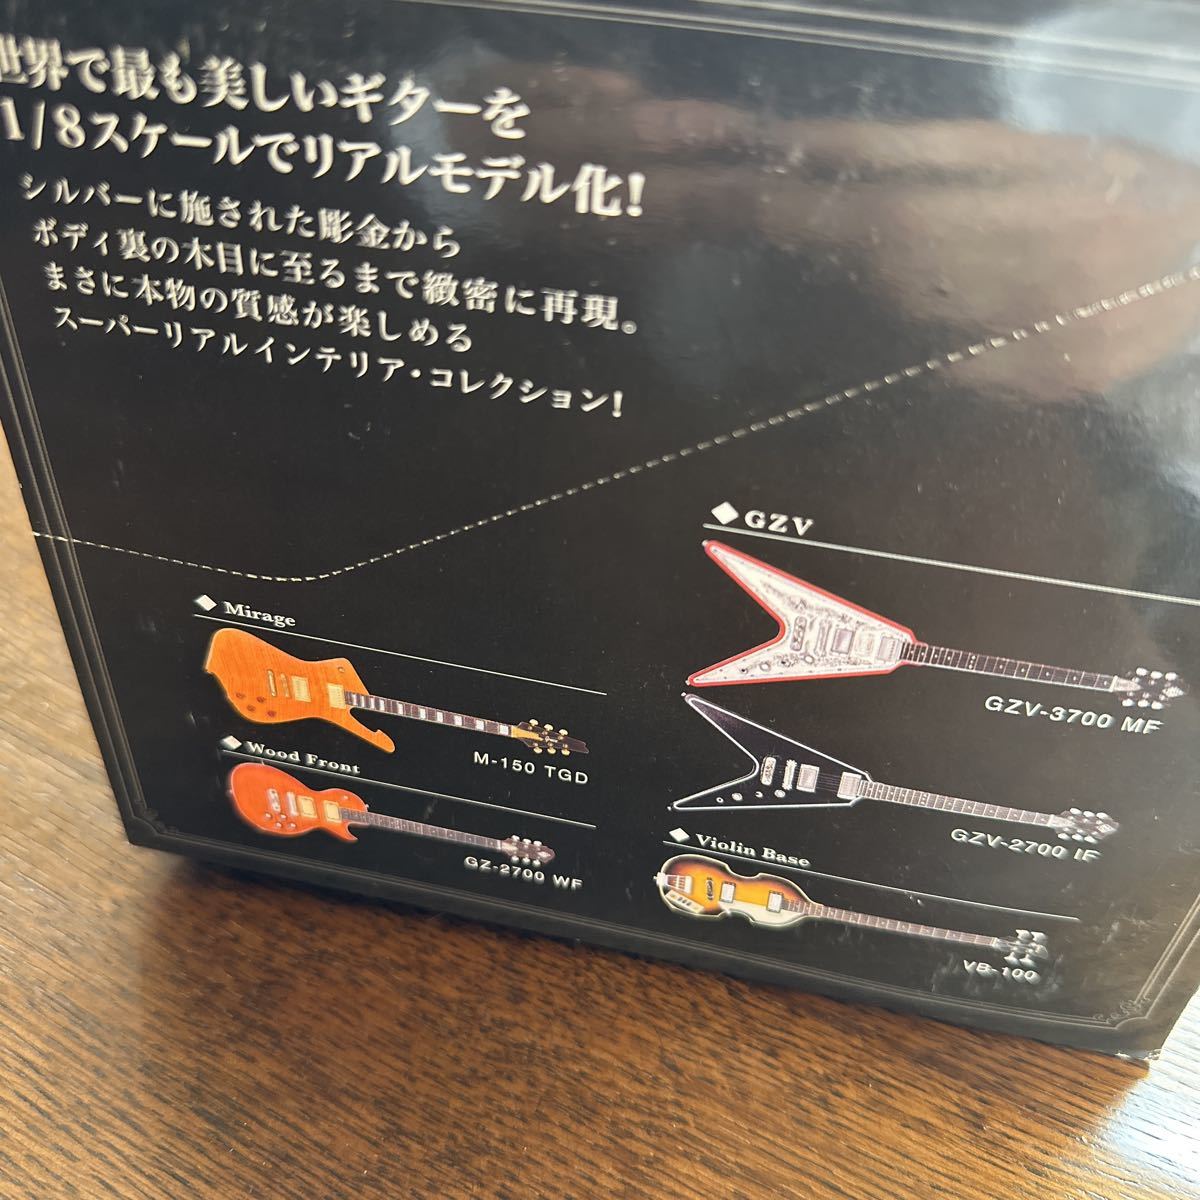 世界で最も美しいギターを
1/8スケールでリアルモデル化!
シルバーに施された彫金から
ボディ裏の木目に至るまで緻密に再現。
まさに本物の質感が楽しめる
スーパーリアルインテリア・コレクション!
◆GZV
GZV-3700 MF
◆Mirage
M-150 TGD
GZV-2700 IF
◆Wood Front
GZ-2700 WF
◆Violin Base
VB-100